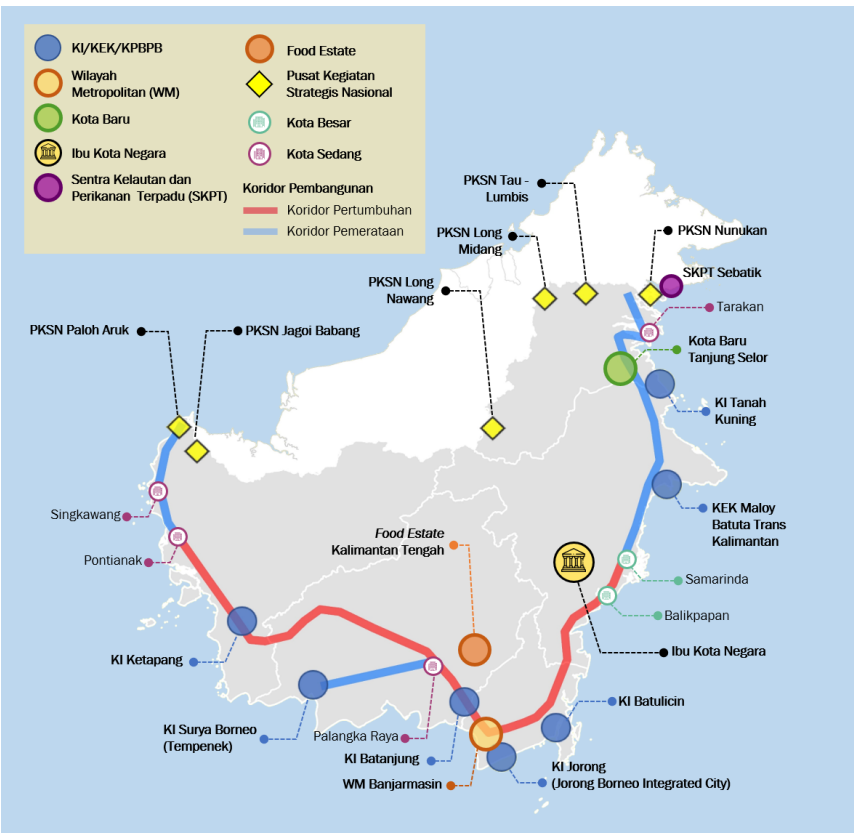 KI/KEK/KPBPB
Wilayah
Metropolitan (WM)
Kota Baru
Ibu Kota Negara
Sentra Kelautan dan
Perikanan Terpadu (SKPT)
Food Estate
Pusat Kegiatan
Strategis Nasional
Kota Besar
Kota Sedang
Koridor Pembangunan
Koridor Pertumbuhan
Koridor Pemerataan
PKSN Tau -
Lumbis
PKSN Long
Midang
PKSN Nunukan
SKPT Sebatik
PKSN Long
Nawang
Tarakan
PKSN Paloh Aruk
PKSN Jagoi Babang
Kota Baru
Tanjung Selor
KI Tanah
Kuning
Singkawang
KEK Maloy
Batuta Trans
Kalimantan
Food Estate
Kalimantan Tengah
Pontianak
Samarinda
Balikpapan
KI Ketapang
Ibu Kota Negara
KI Batulicin
KI Surya Borneo
(Tempenek)
Palangka Raya
KI Batanjung
KI Jorong
(Jorong Borneo Integrated City)
WM Banjarmasin